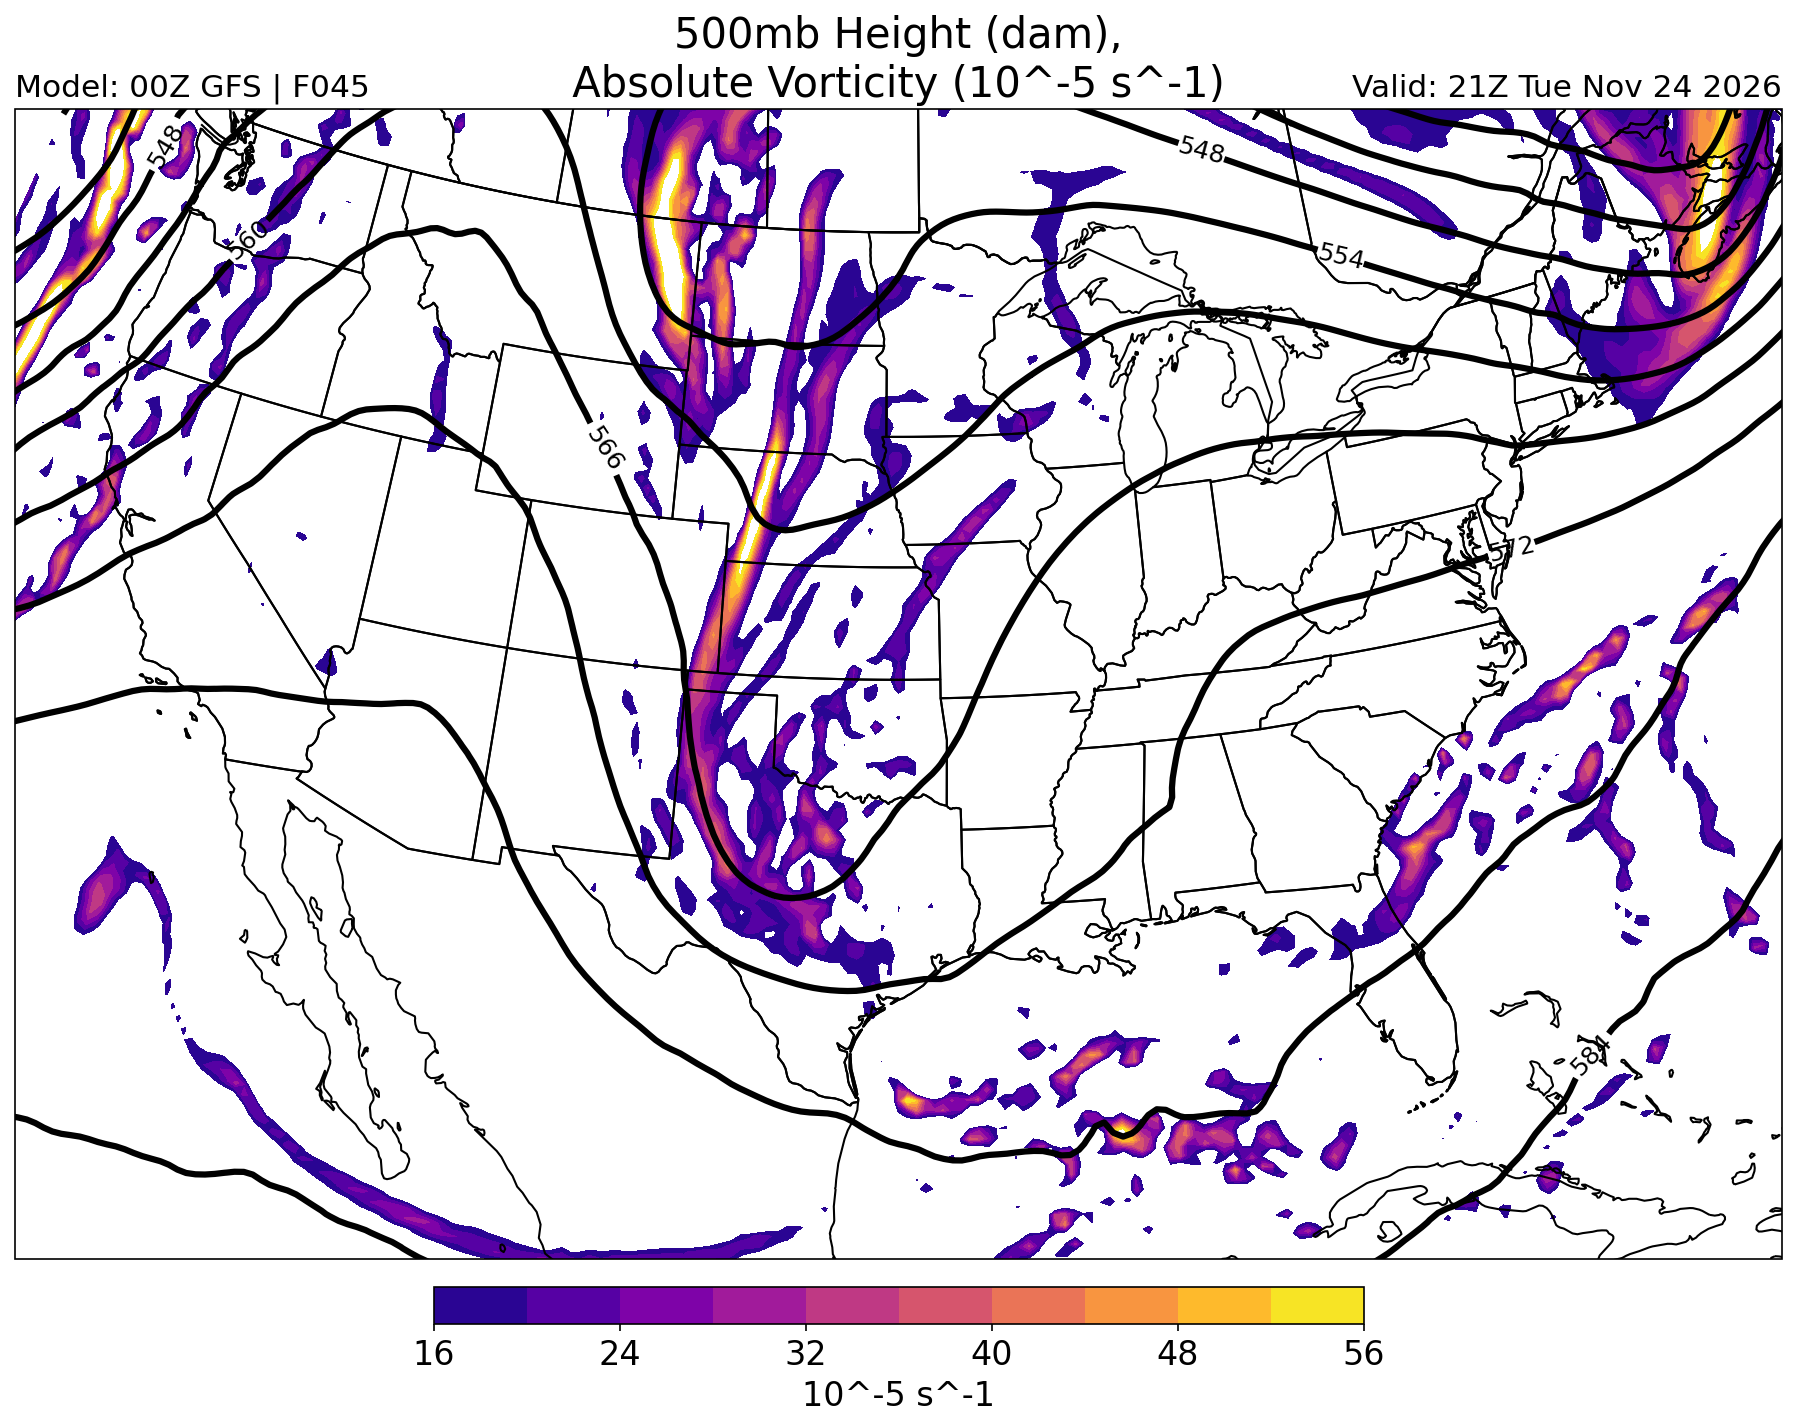 500mb Height (dam),
Model: 00Z GFS | F045
Absolute Vorticity (10^-5 s^-1)
Valid: 21Z Tue Nov 24 2026
548
548
560
554
566
572
584
16 24 32 40 48 56
10^-5 s^-1